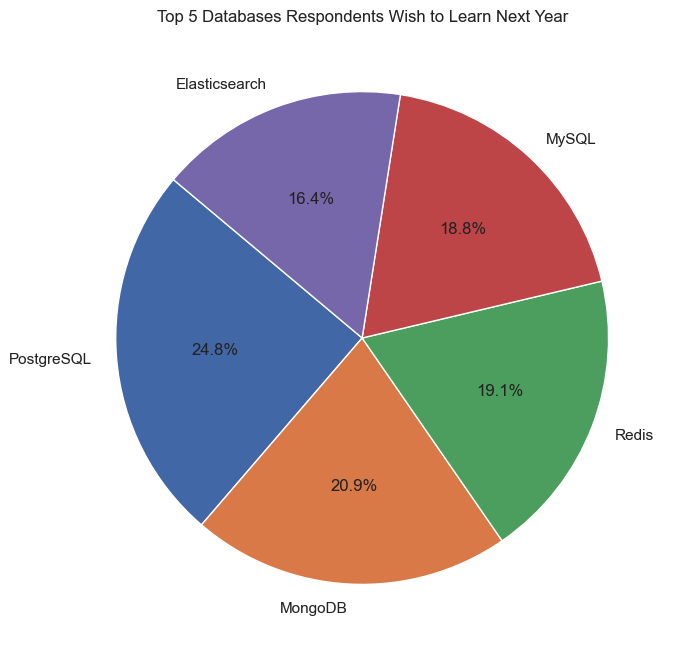 Top 5 Databases Respondents Wish to Learn Next Year
Elasticsearch
MySQL
16.4%
18.8%
PostgreSQL
24.8%
19.1%
Redis
20.9%
MongoDB